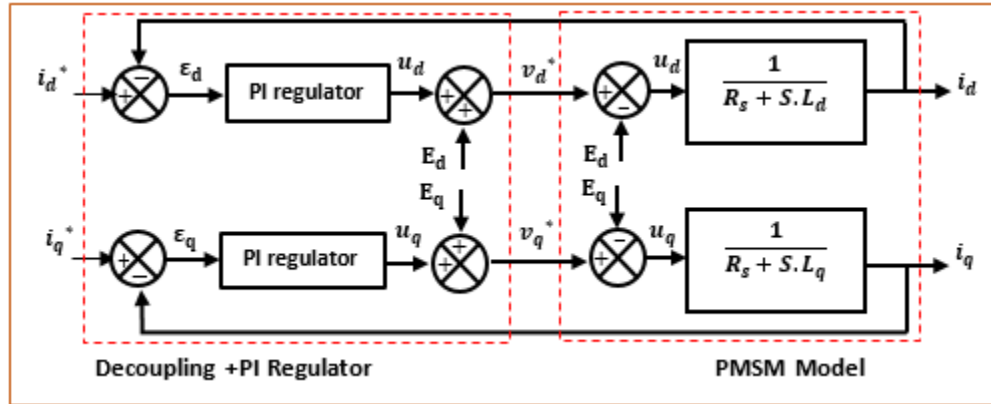 i_d* + − ε_d PI regulator u_d + + v_d* + − u_d 1 / (R_s + S.L_d) i_d
E_d E_d
E_q E_q
i_q* + − ε_q PI regulator u_q + + v_q* + − u_q 1 / (R_s + S.L_q) i_q
Decoupling +PI Regulator PMSM Model